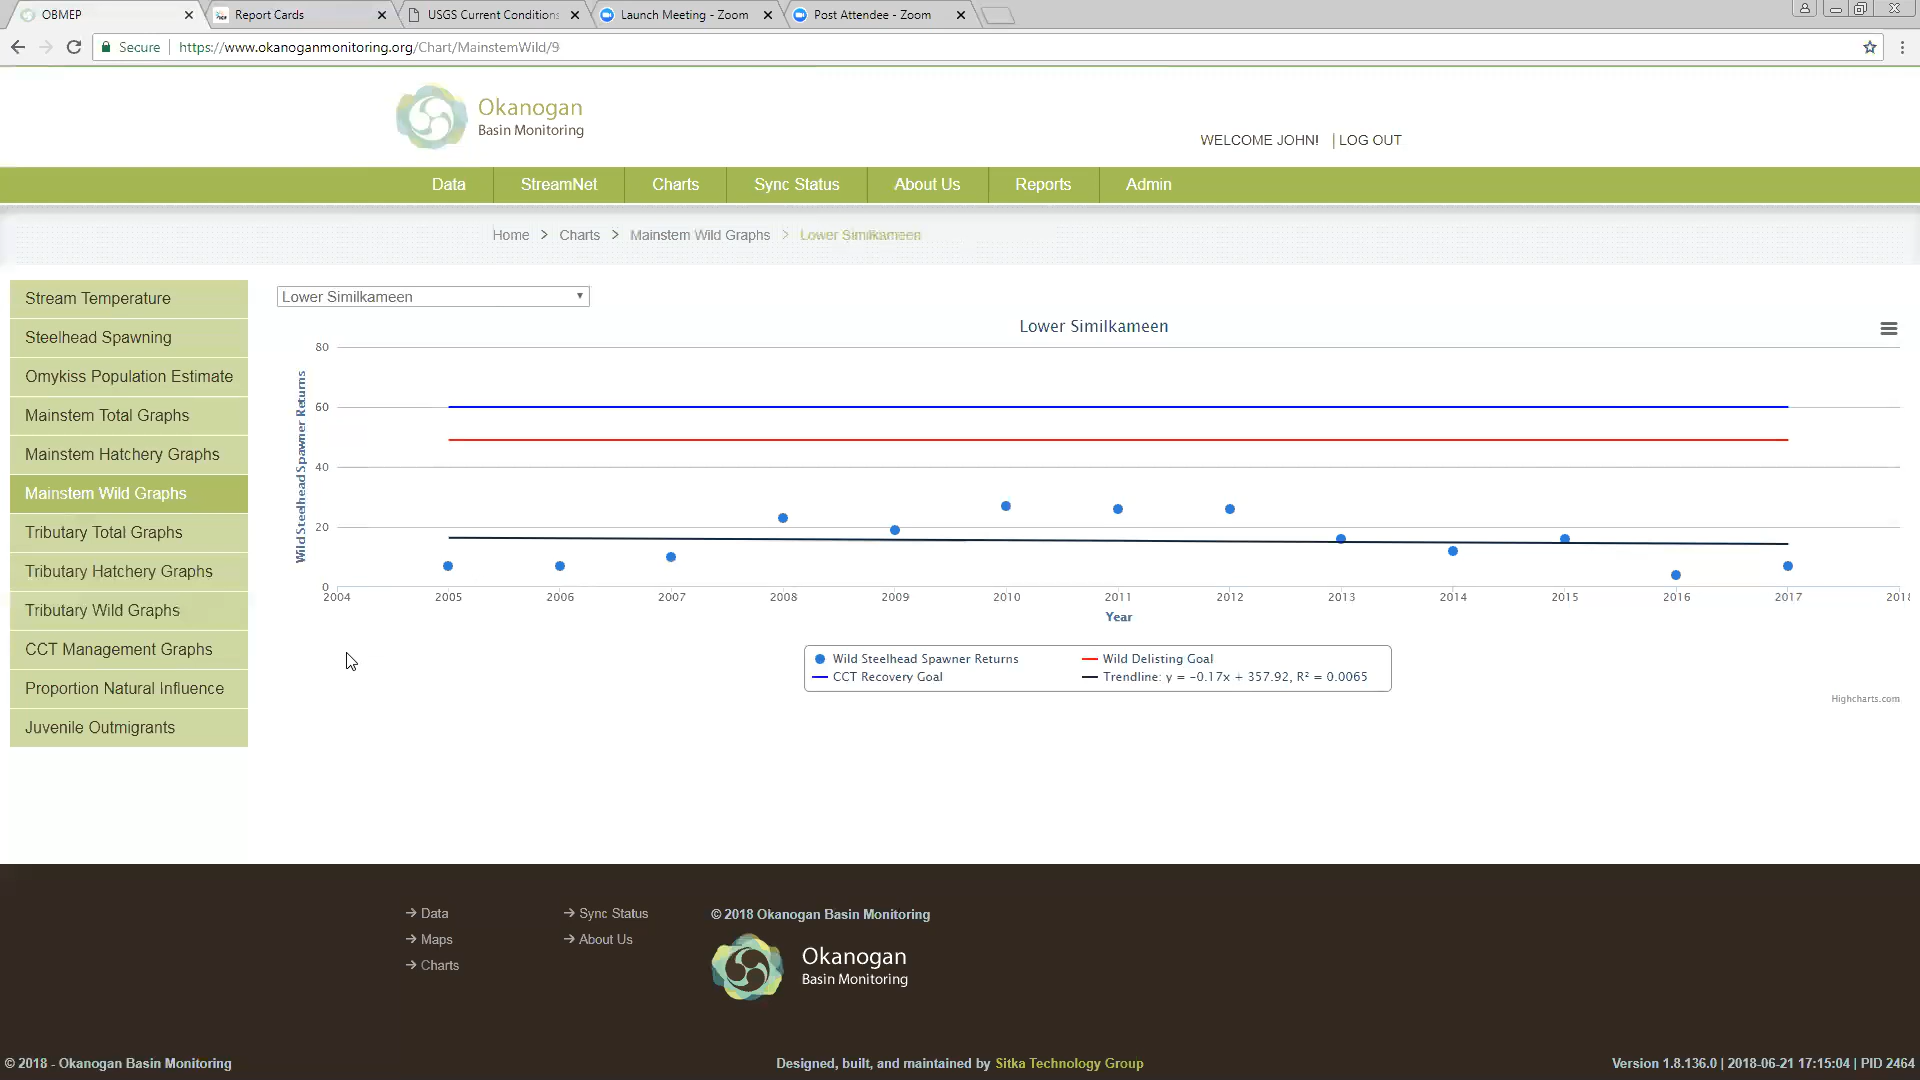 OBMEP
Report Cards
USGS Current Conditions
Launch Meeting - Zoom
Post Attendee - Zoom
Secure
https://www.okanoganmonitoring.org/Chart/MainstemWild/9
Okanogan
Basin Monitoring
WELCOME JOHN! | LOG OUT
Data
StreamNet
Charts
Sync Status
About Us
Reports
Admin
Home > Charts > Mainstem Wild Graphs >
Stream Temperature
Steelhead Spawning
Omykiss Population Estimate
Mainstem Total Graphs
Mainstem Hatchery Graphs
Mainstem Wild Graphs
Tributary Total Graphs
Tributary Hatchery Graphs
Tributary Wild Graphs
CCT Management Graphs
Proportion Natural Influence
Juvenile Outmigrants
Lower Similkameen
Lower Similkameen
Wild Steelhead Spawner Returns
80
60
40
20
0
2004 2005 2006 2007 2008 2009 2010 2011 2012 2013 2014 2015 2016 2017
Year
Wild Steelhead Spawner Returns
Wild Delisting Goal
CCT Recovery Goal
Trendline: y = -0.17x + 357.92, R² = 0.0065
Highcharts.com
→ Data
→ Maps
→ Charts
→ Sync Status
→ About Us
© 2018 Okanogan Basin Monitoring
Okanogan
Basin Monitoring
© 2018 - Okanogan Basin Monitoring
Designed, built, and maintained by Sitka Technology Group
Version 1.8.136.0 | 2018-06-21 17:15:04 | PID 2464